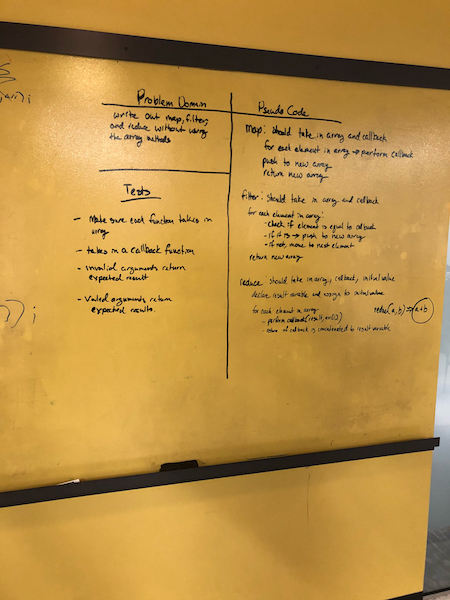 Problem Domain
write out map, filter,
and reduce without using
the array methods
Tests
- Make sure each function takes in
array
- takes in a callback function
- invalid arguments return
expected result
- Valid arguments return
expected results.
Pseudo Code
map: should take in array and callback
for each element in array → perform callback
push to new array
return new array
filter: should take in array and callback
for each element in array:
- check if element is equal to callback
- if it is → push to new array
- if not, move to next element
return new array
reduce should take in array, callback, initial value
declare result variable and assign to initial value
for each element in array
- perform callback(result, arr[i])
- return of callback is concatenated to result variable
(a, b) => a+b